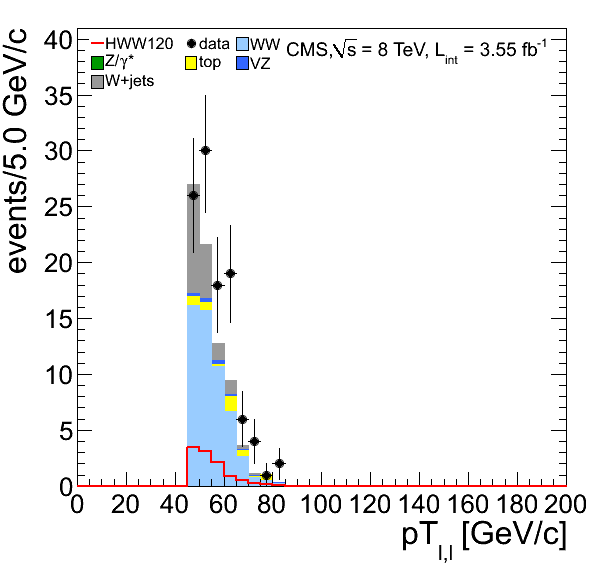 events/5.0 GeV/c
HWW120 data WW
Z/γ* top VZ
W+jets
CMS,√s = 8 TeV, L_int = 3.55 fb⁻¹
40
35
30
25
20
15
10
5
0
0 20 40 60 80 100 120 140 160 180 200
pT_l,l [GeV/c]